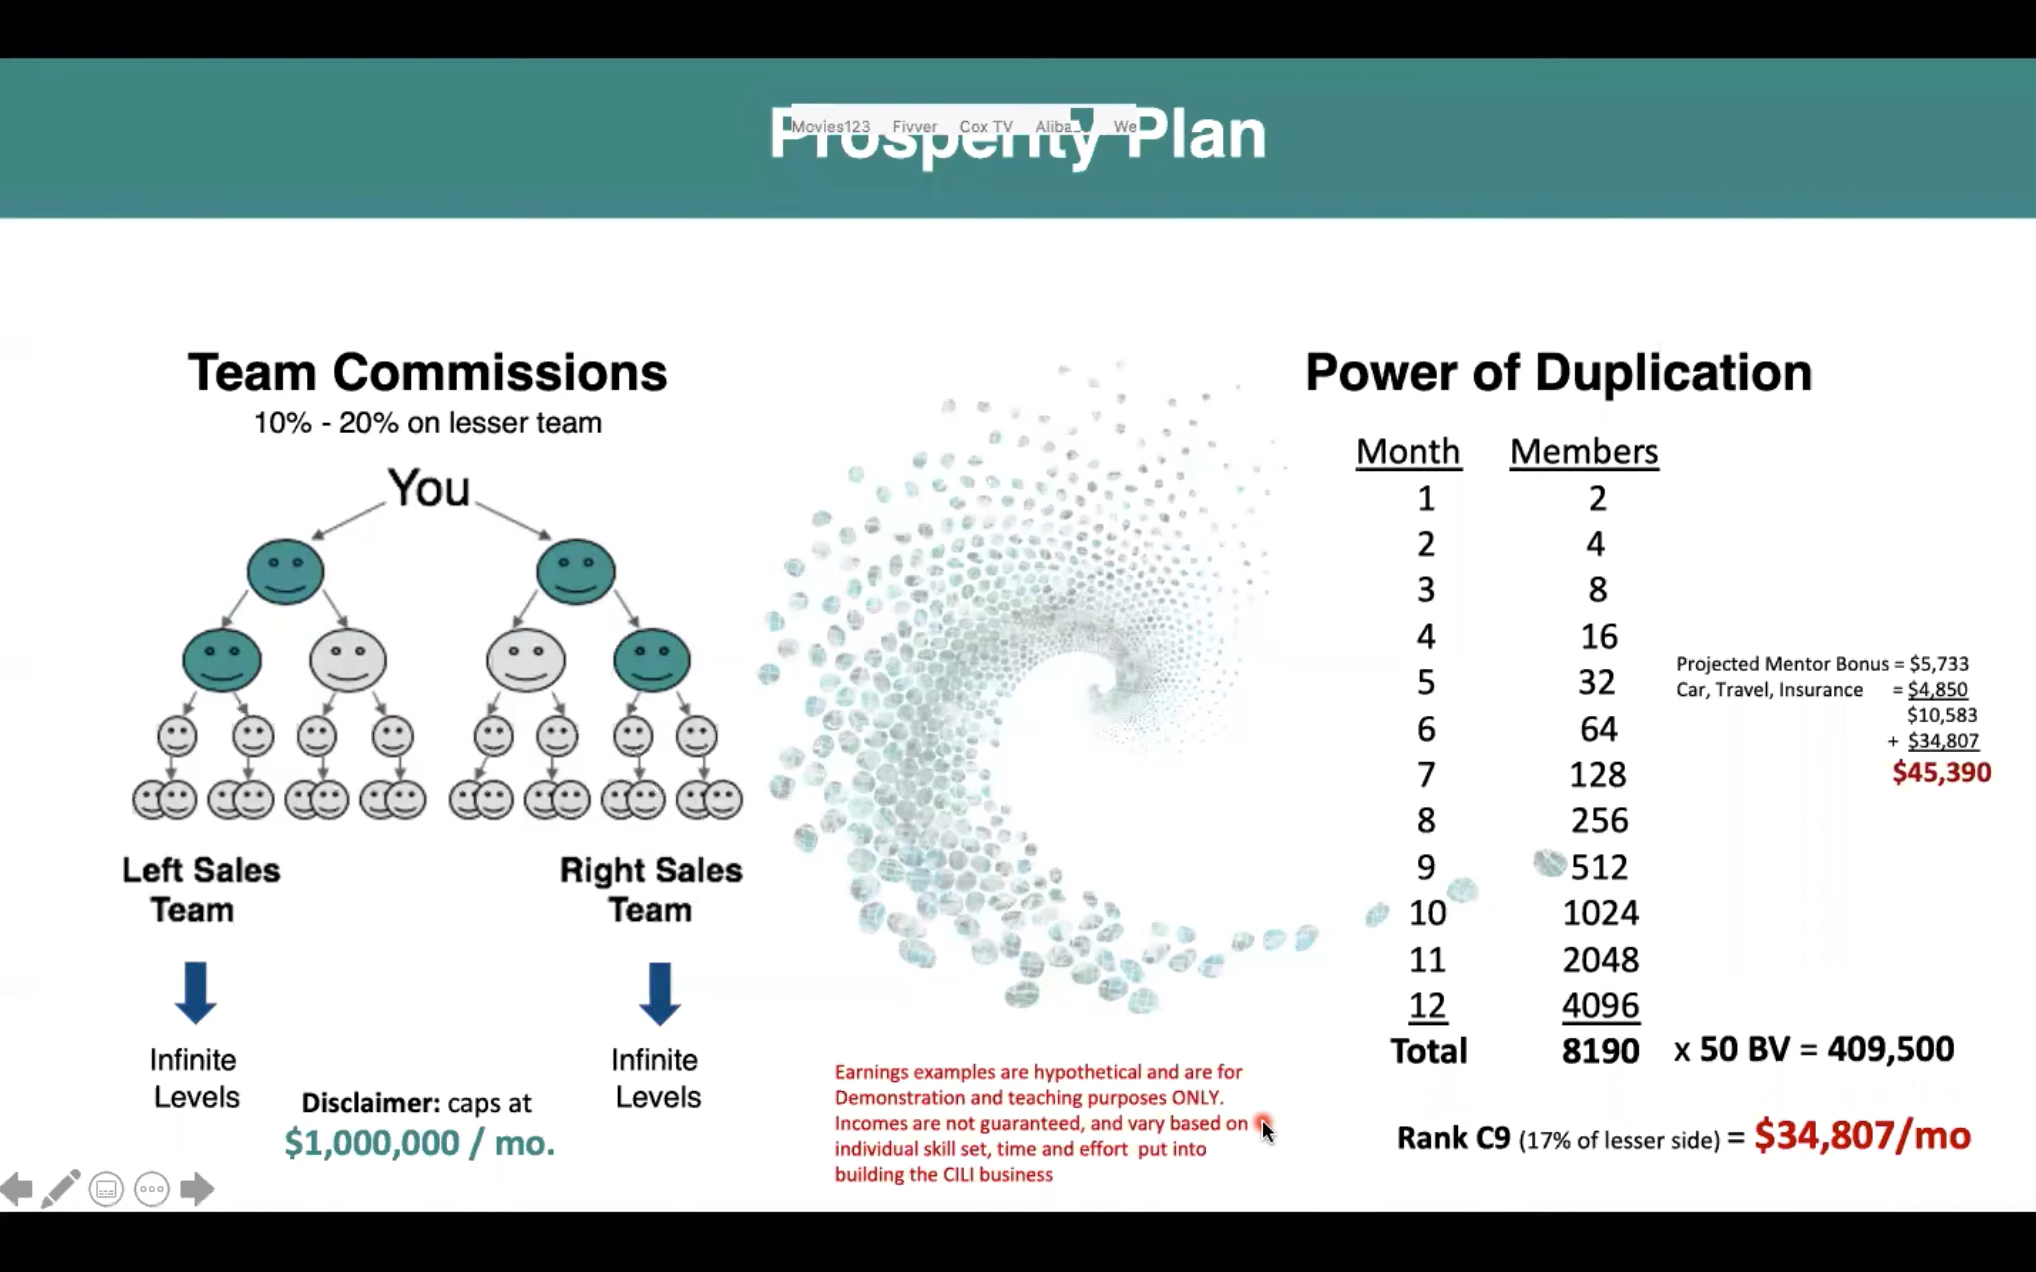 Prosperity Plan
Movies123 Fivver Cox TV Aliba... We
Team Commissions
10% - 20% on lesser team
You
Left Sales
Team
Right Sales
Team
Infinite
Levels
Infinite
Levels
Disclaimer: caps at
$1,000,000 / mo.
Earnings examples are hypothetical and are for
Demonstration and teaching purposes ONLY.
Incomes are not guaranteed, and vary based on
individual skill set, time and effort put into
building the CILI business
Power of Duplication
Month Members
1 2
2 4
3 8
4 16
5 32
6 64
7 128
8 256
9 512
10 1024
11 2048
12 4096
Total 8190 x 50 BV = 409,500
Projected Mentor Bonus = $5,733
Car, Travel, Insurance = $4,850
$10,583
+ $34,807
$45,390
Rank C9 (17% of lesser side) = $34,807/mo